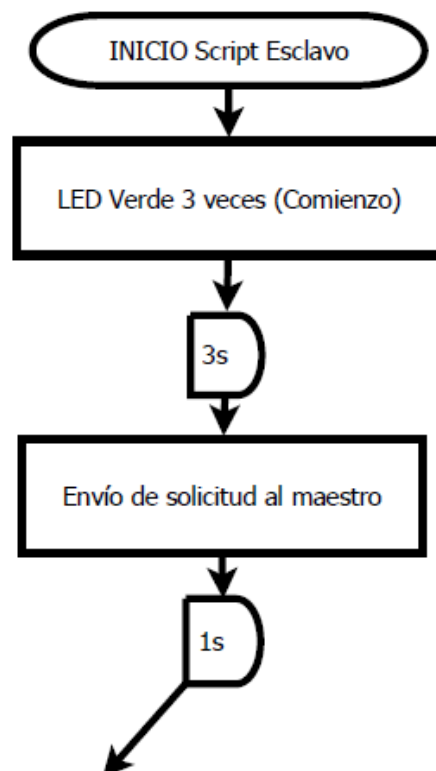 INICIO Script Esclavo
LED Verde 3 veces (Comienzo)
3s
Envío de solicitud al maestro
1s